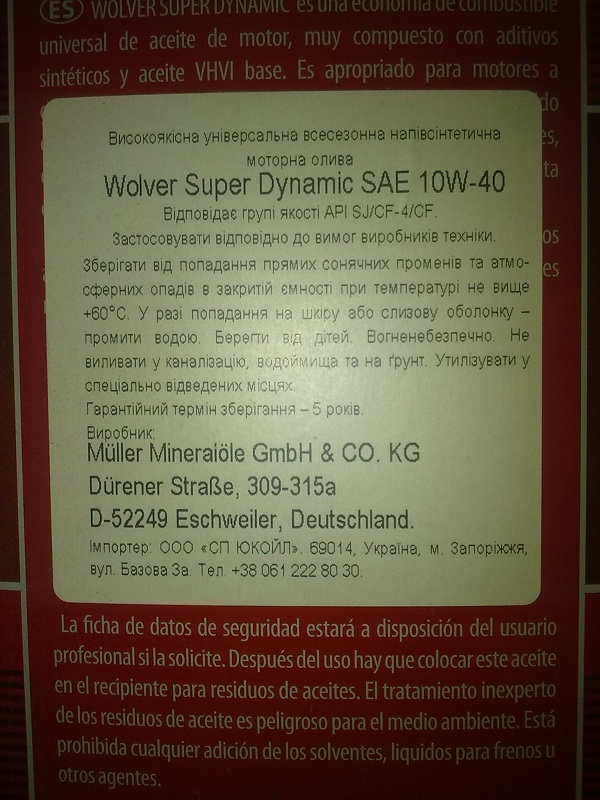 ES WOLVER SUPER DYNAMIC es una economía de combustible
universal de aceite de motor, muy compuesto con aditivos
sintéticos y aceite VHVI base. Es apropiado para motores a
do
es,
ta
os
es
Високоякісна універсальна всесезонна напівсінтетична
моторна олива
Wolver Super Dynamic SAE 10W-40
Відповідає групі якості API SJ/CF-4/CF.
Застосовувати відповідно до вимог виробників техніки.
Зберігати від попадання прямих сонячних променів та атмо-
сферних опадів в закритій ємності при температурі не вище
+60°С. У разі попадання на шкіру або слизову оболонку –
промити водою. Берегти від дітей. Вогненебезпечно. Не
виливати у каналізацію, водоймища та на ґрунт. Утилізувати у
спеціально відведених місцях.
Гарантійний термін зберігання – 5 років.
Виробник:
Müller Mineralöle GmbH & CO. KG
Dürener Straße, 309-315a
D-52249 Eschweiler, Deutschland.
Імпортер: ООО «СП ЮКОЙЛ». 69014, Україна, м. Запоріжжя,
вул. Базова 3а. Тел. +38 061 222 80 30.
La ficha de datos de seguridad estará a disposición del usuario
profesional si la solicite. Después del uso hay que colocar este aceite
en el recipiente para residuos de aceites. El tratamiento inexperto
de los residuos de aceite es peligroso para el medio ambiente. Está
prohibida cualquier adición de los solventes, liquidos para frenos u
otros agentes.